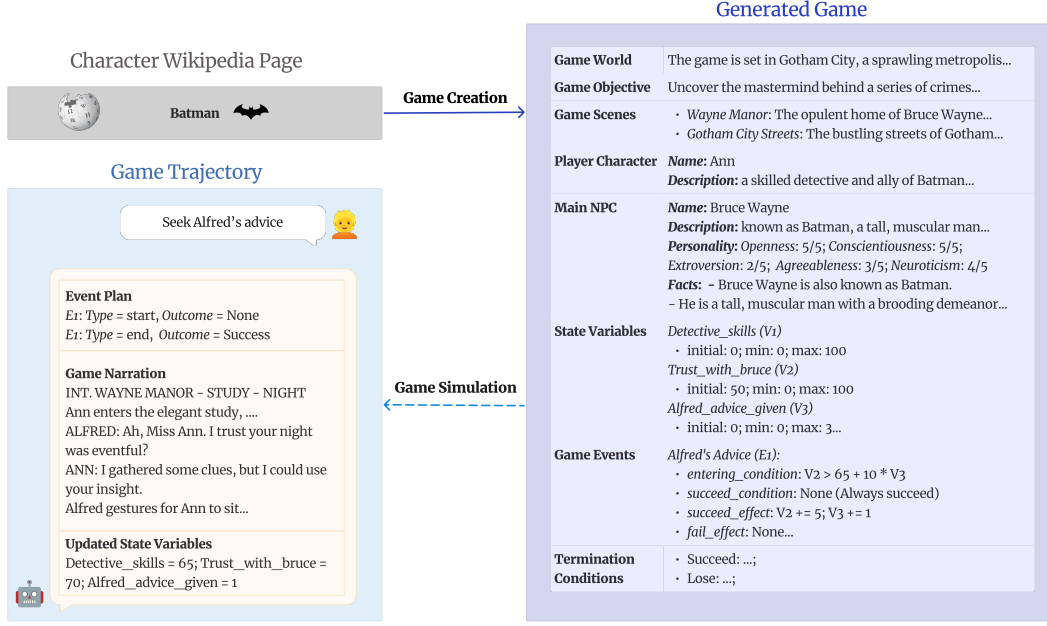 Generated Game
Character Wikipedia Page
Batman
Game Creation
Game Trajectory
Seek Alfred's advice
Event Plan
E1: Type = start, Outcome = None
E1: Type = end, Outcome = Success
Game Narration
INT. WAYNE MANOR - STUDY - NIGHT
Ann enters the elegant study, ....
ALFRED: Ah, Miss Ann. I trust your night
was eventful?
ANN: I gathered some clues, but I could use
your insight.
Alfred gestures for Ann to sit...
Updated State Variables
Detective_skills = 65; Trust_with_bruce =
70; Alfred_advice_given = 1
Game Simulation
Game World The game is set in Gotham City, a sprawling metropolis...
Game Objective Uncover the mastermind behind a series of crimes...
Game Scenes • Wayne Manor: The opulent home of Bruce Wayne...
• Gotham City Streets: The bustling streets of Gotham...
Player Character Name: Ann
Description: a skilled detective and ally of Batman...
Main NPC Name: Bruce Wayne
Description: known as Batman, a tall, muscular man...
Personality: Openness: 5/5; Conscientiousness: 5/5;
Extroversion: 2/5; Agreeableness: 3/5; Neuroticism: 4/5
Facts: - Bruce Wayne is also known as Batman.
- He is a tall, muscular man with a brooding demeanor...
State Variables Detective_skills (V1)
• initial: 0; min: 0; max: 100
Trust_with_bruce (V2)
• initial: 50; min: 0; max: 100
Alfred_advice_given (V3)
• initial: 0; min: 0; max: 3...
Game Events Alfred's Advice (E1):
• entering_condition: V2 > 65 + 10 * V3
• succeed_condition: None (Always succeed)
• succeed_effect: V2 += 5; V3 += 1
• fail_effect: None...
Termination • Succeed: ...;
Conditions • Lose: ...;